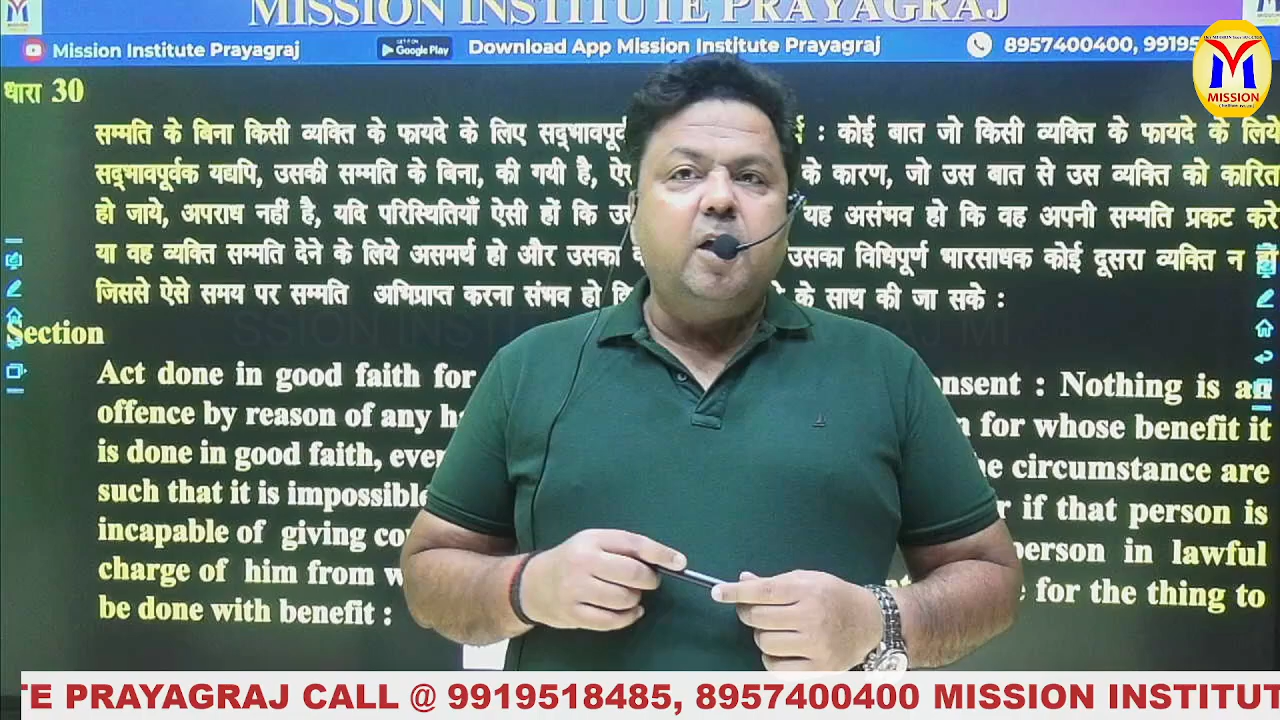 MISSION INSTITUTE PRAYAGRAJ
Mission Institute Prayagraj
GET IT ON
Google Play
Download App Mission Institute Prayagraj
8957400400, 99195
MISSION
धारा 30
सम्मति के बिना किसी व्यक्ति के फायदे के लिए : कोई बात जो किसी व्यक्ति के फायदे के लिये
सद्भावपूर्वक यद्यपि, उसकी सम्मति के बिना, की गयी है, के कारण, जो उस बात से उस व्यक्ति को कारित
हो जाये, अपराध नहीं है, यदि परिस्थितियाँ ऐसी हों कि यह असंभव हो कि वह अपनी सम्मति प्रकट करे
या वह व्यक्ति सम्मति देने के लिये असमर्थ हो और उसका उसका विधिपूर्ण भारसाधक कोई दूसरा व्यक्ति न हो
जिससे ऐसे समय पर सम्मति अभिप्राप्त करना संभव हो के साथ की जा सके :
Section
Act done in good faith for onsent : Nothing is an
offence by reason of any for whose benefit it
is done in good faith, circumstance are
such that it is impossible if that person is
incapable of giving person in lawful
charge of him from for the thing to
be done with benefit :
TE PRAYAGRAJ CALL @ 9919518485, 8957400400 MISSION INSTITUT